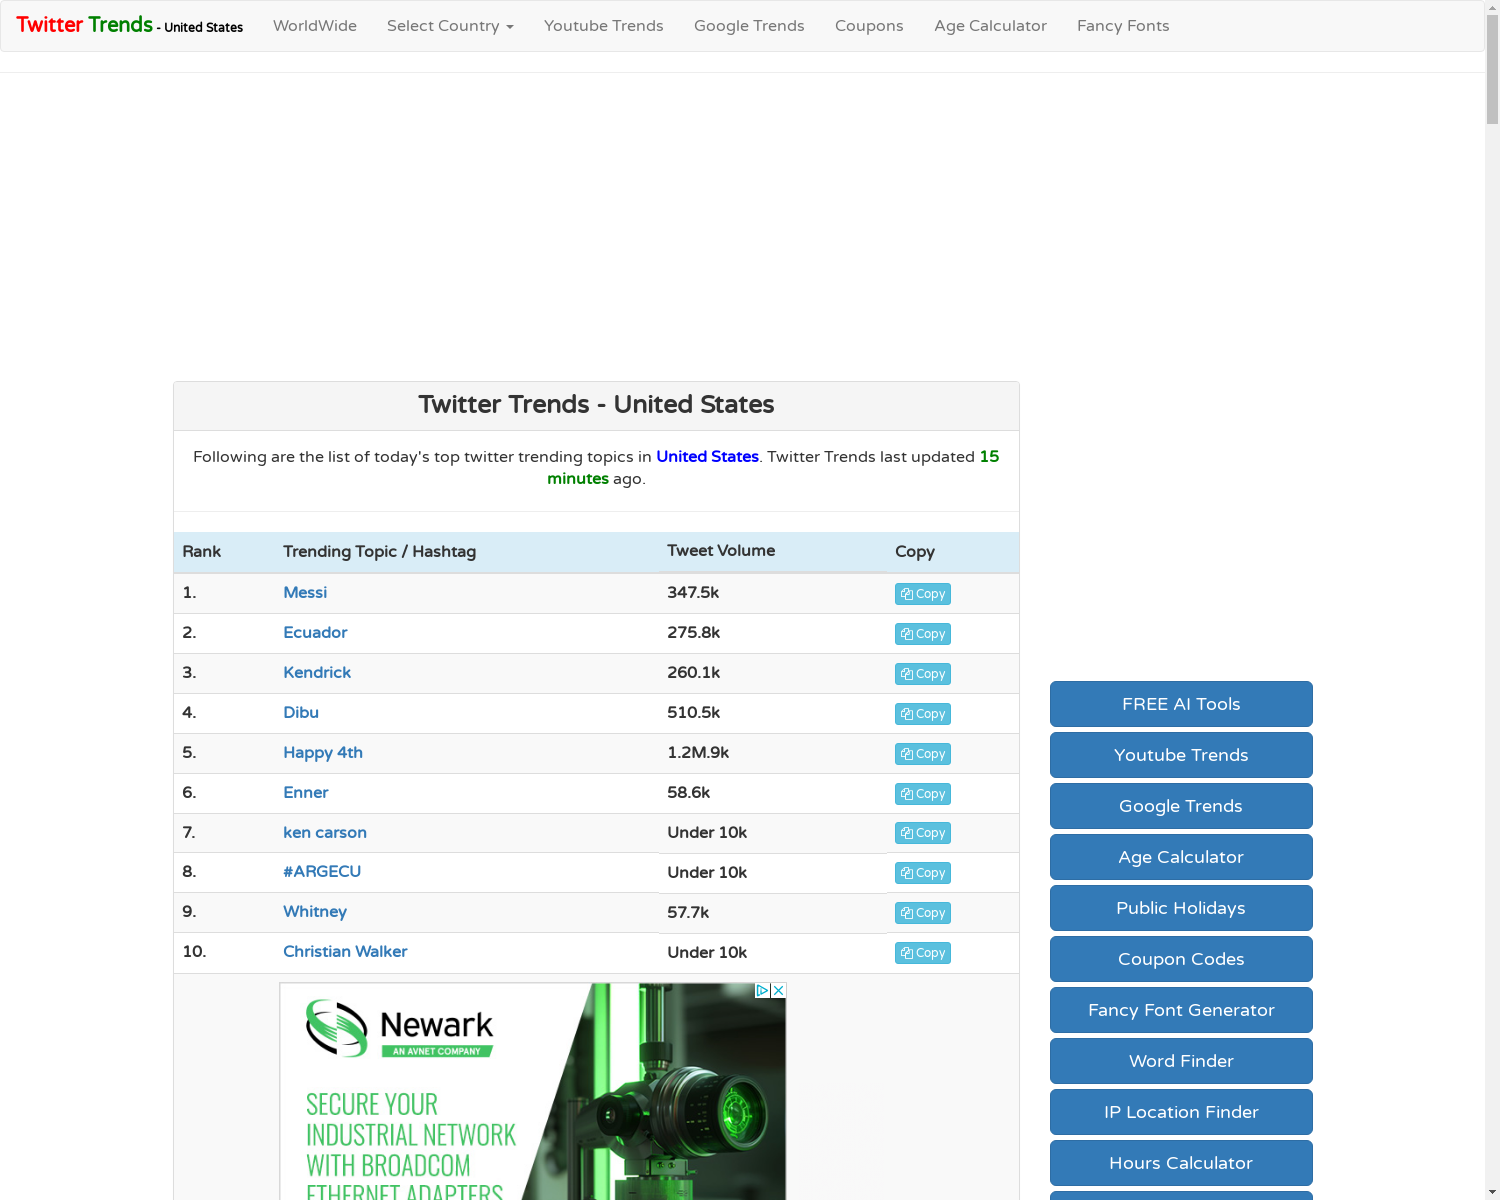 Twitter Trends - United States
WorldWide
Select Country
Youtube Trends
Google Trends
Coupons
Age Calculator
Fancy Fonts
Twitter Trends - United States
Following are the list of today's top twitter trending topics in United States. Twitter Trends last updated 15
minutes ago.
Rank Trending Topic / Hashtag Tweet Volume Copy
1. Messi 347.5k Copy
2. Ecuador 275.8k Copy
3. Kendrick 260.1k Copy
4. Dibu 510.5k Copy
5. Happy 4th 1.2M.9k Copy
6. Enner 58.6k Copy
7. ken carson Under 10k Copy
8. #ARGECU Under 10k Copy
9. Whitney 57.7k Copy
10. Christian Walker Under 10k Copy
Newark
AN AVNET COMPANY
SECURE YOUR
INDUSTRIAL NETWORK
WITH BROADCOM
ETHERNET ADAPTERS
FREE AI Tools
Youtube Trends
Google Trends
Age Calculator
Public Holidays
Coupon Codes
Fancy Font Generator
Word Finder
IP Location Finder
Hours Calculator